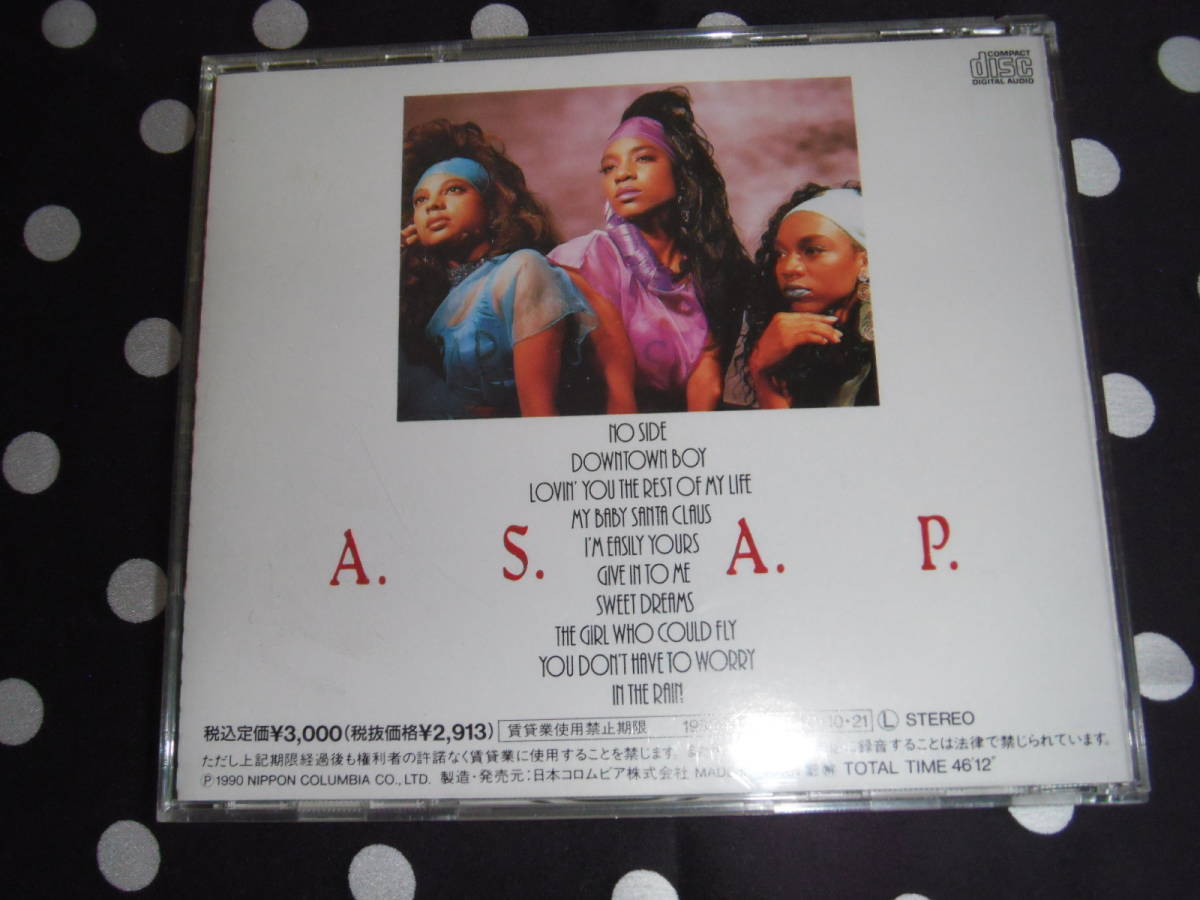 COMPACT
disc
DIGITAL AUDIO
NO SIDE
DOWNTOWN BOY
LOVIN' YOU THE REST OF MY LIFE
MY BABY SANTA CLAUS
I'M EASILY YOURS
GIVE IN TO ME
SWEET DREAMS
THE GIRL WHO COULD FLY
YOU DON'T HAVE TO WORRY
IN THE RAIN
A. S. A. P.
税込定価¥3,000(税抜価格¥2,913) 賃貸業使用禁止期限 10・21 Ⓛ STEREO
ただし上記期限経過後も権利者の許諾なく賃貸業に使用することを禁じます。 録音することは法律で禁じられています。
Ⓟ1990 NIPPON COLUMBIA CO., LTD. 製造・発売元:日本コロムビア株式会社 TOTAL TIME 46'12"